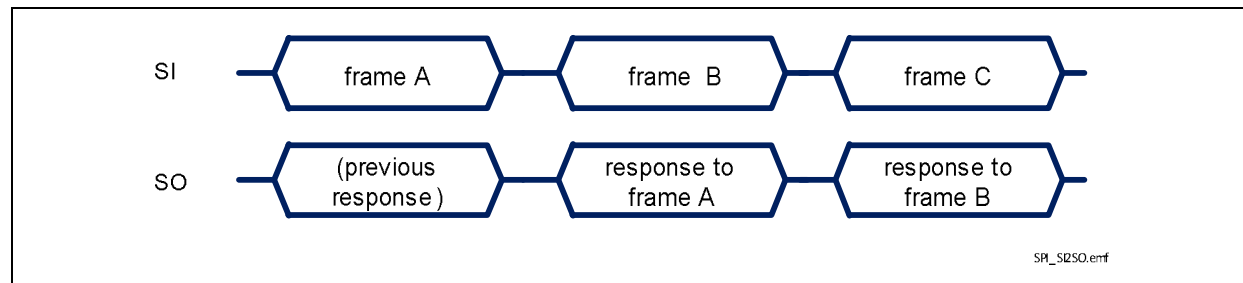 SI
frame A
frame B
frame C
SO
(previous
response)
response to
frame A
response to
frame B
SPI_SI2SO.emf